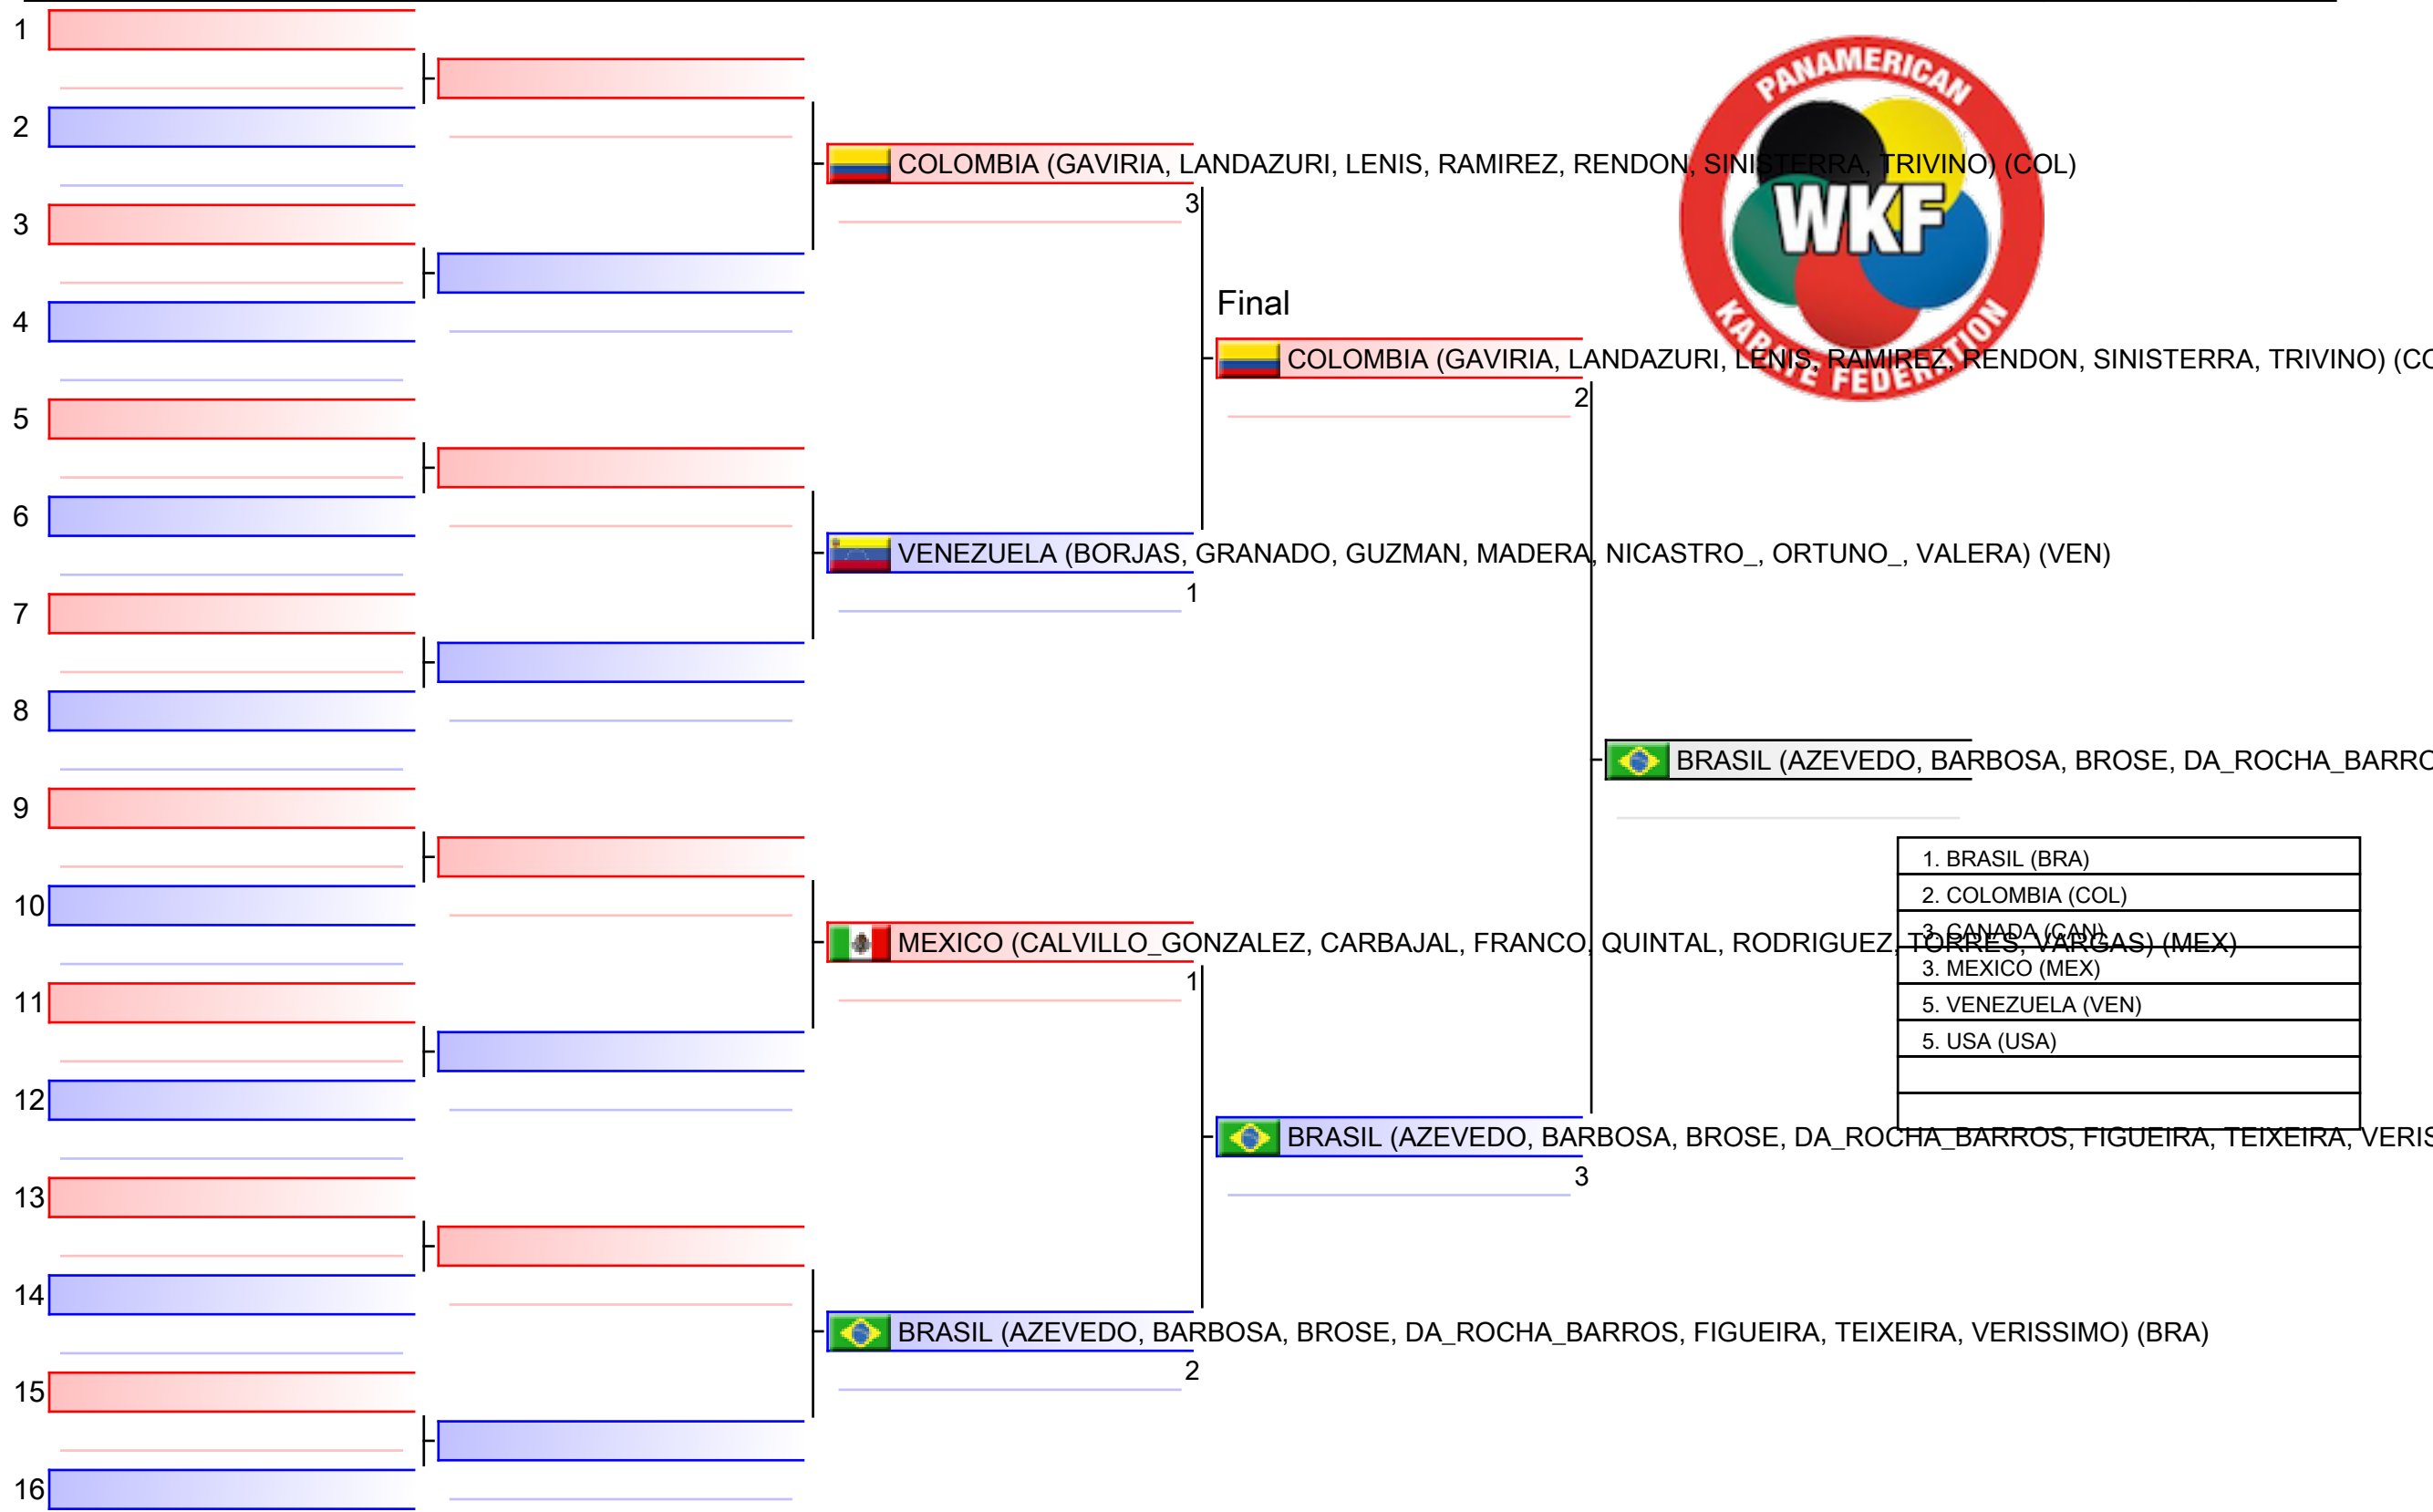 1
2
3
4
5
6
7
8
9
10
11
12
13
14
15
16
COLOMBIA (GAVIRIA, LANDAZURI, LENIS, RAMIREZ, RENDON, SINISTERRA, TRIVINO) (COL)
3
VENEZUELA (BORJAS, GRANADO, GUZMAN, MADERA, NICASTRO_, ORTUNO_, VALERA) (VEN)
1
MEXICO (CALVILLO_GONZALEZ, CARBAJAL, FRANCO, QUINTAL, RODRIGUEZ, TORRES, VARGAS) (MEX)
1
BRASIL (AZEVEDO, BARBOSA, BROSE, DA_ROCHA_BARROS, FIGUEIRA, TEIXEIRA, VERISSIMO) (BRA)
2
Final
COLOMBIA (GAVIRIA, LANDAZURI, LENIS, RAMIREZ, RENDON, SINISTERRA, TRIVINO) (CO
2
BRASIL (AZEVEDO, BARBOSA, BROSE, DA_ROCHA_BARROS, FIGUEIRA, TEIXEIRA, VERIS
3
BRASIL (AZEVEDO, BARBOSA, BROSE, DA_ROCHA_BARRO
PANAMERICAN
WKF
KARATE FEDERATION
1. BRASIL (BRA)
2. COLOMBIA (COL)
3. CANADA (CAN)
3. MEXICO (MEX)
5. VENEZUELA (VEN)
5. USA (USA)